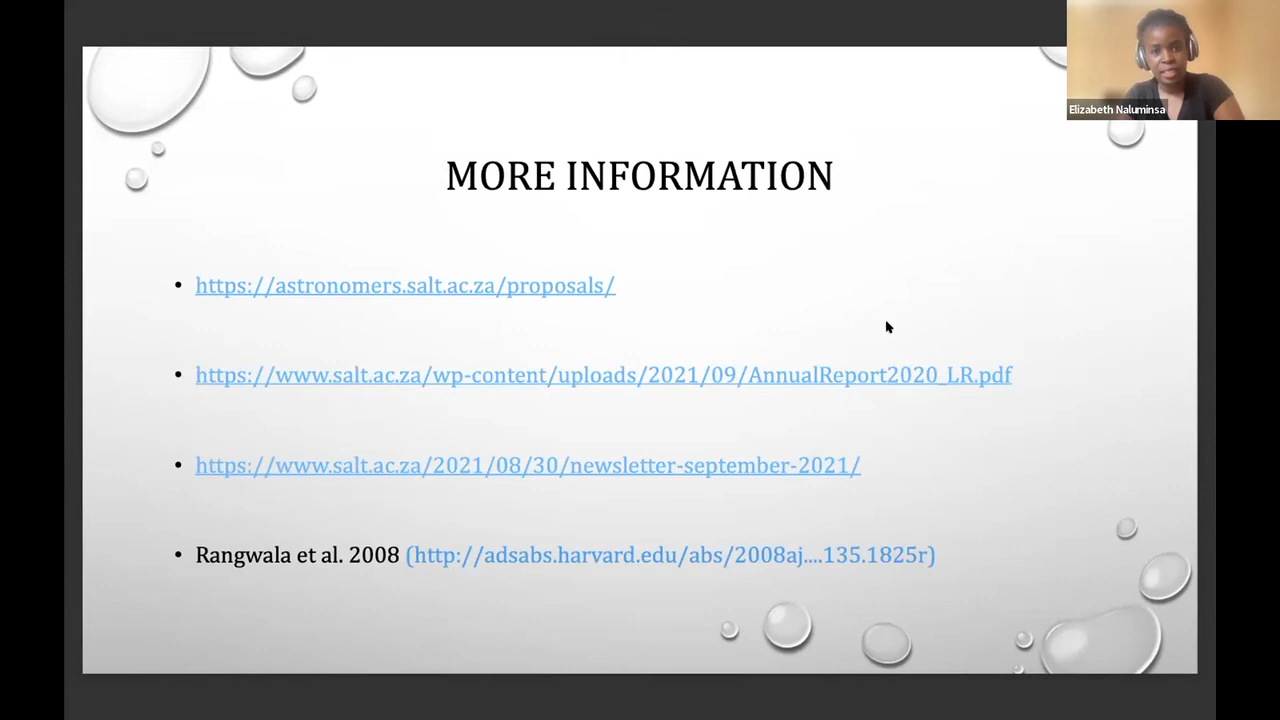 Elizabeth Naluminsa
MORE INFORMATION
• https://astronomers.salt.ac.za/proposals/
• https://www.salt.ac.za/wp-content/uploads/2021/09/AnnualReport2020_LR.pdf
• https://www.salt.ac.za/2021/08/30/newsletter-september-2021/
• Rangwala et al. 2008 (http://adsabs.harvard.edu/abs/2008aj....135.1825r)